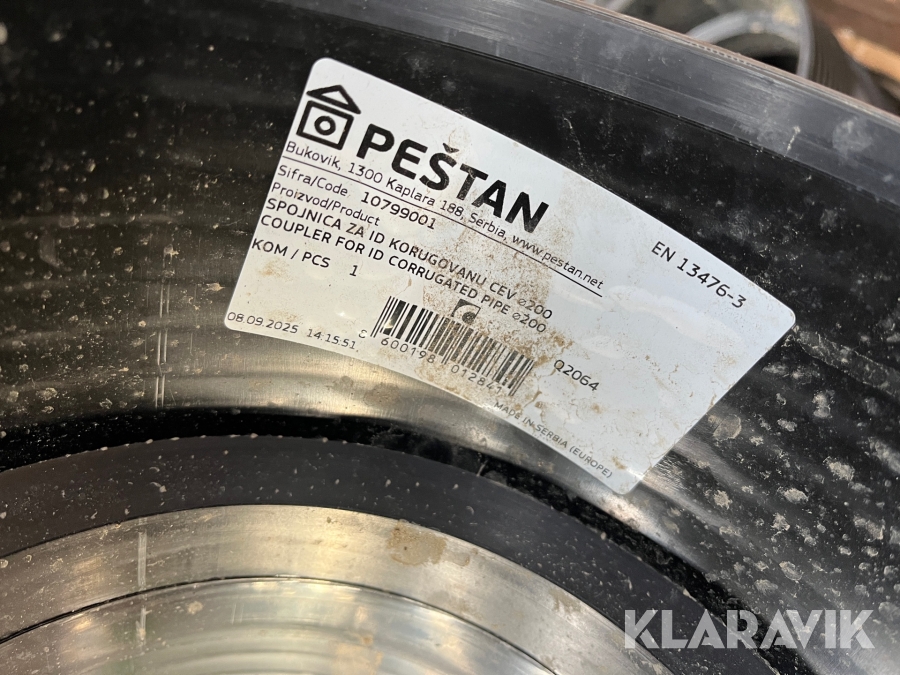 PEŠTAN
Bukovik, 1300 Kaplara 188, Serbia, www.pestan.net
Sifra/Code 10799001
EN 13476-3
Proizvod/Product
SPOJNICA ZA ID KORUGOVANU CEV ø200
COUPLER FOR ID CORRUGATED PIPE ø200
KOM / PCS 1
08.09.2025 14:15:51.
Q2064
MADE IN SERBIA (EUROPE)
KLARAVIK